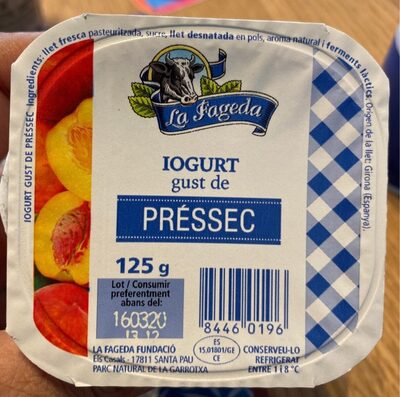 IOGURT GUST DE PRÉSSEC Ingredients: llet fresca pasteuritzada, sucre, llet desnatada en pols, aroma natural i ferments làctics. Origen de la llet: Girona (Espanya).
La Fageda
IOGURT
gust de
PRÉSSEC
125 g
Lot / Consumir
preferentment
abans del:
160320
13 12
8446 0196
ES
15.01801/GE
CE
LA FAGEDA FUNDACIÓ
Els Casals - 17811 SANTA PAU
PARC NATURAL DE LA GARROTXA
CONSERVEU-LO
REFRIGERAT
ENTRE 1 I 8 °C